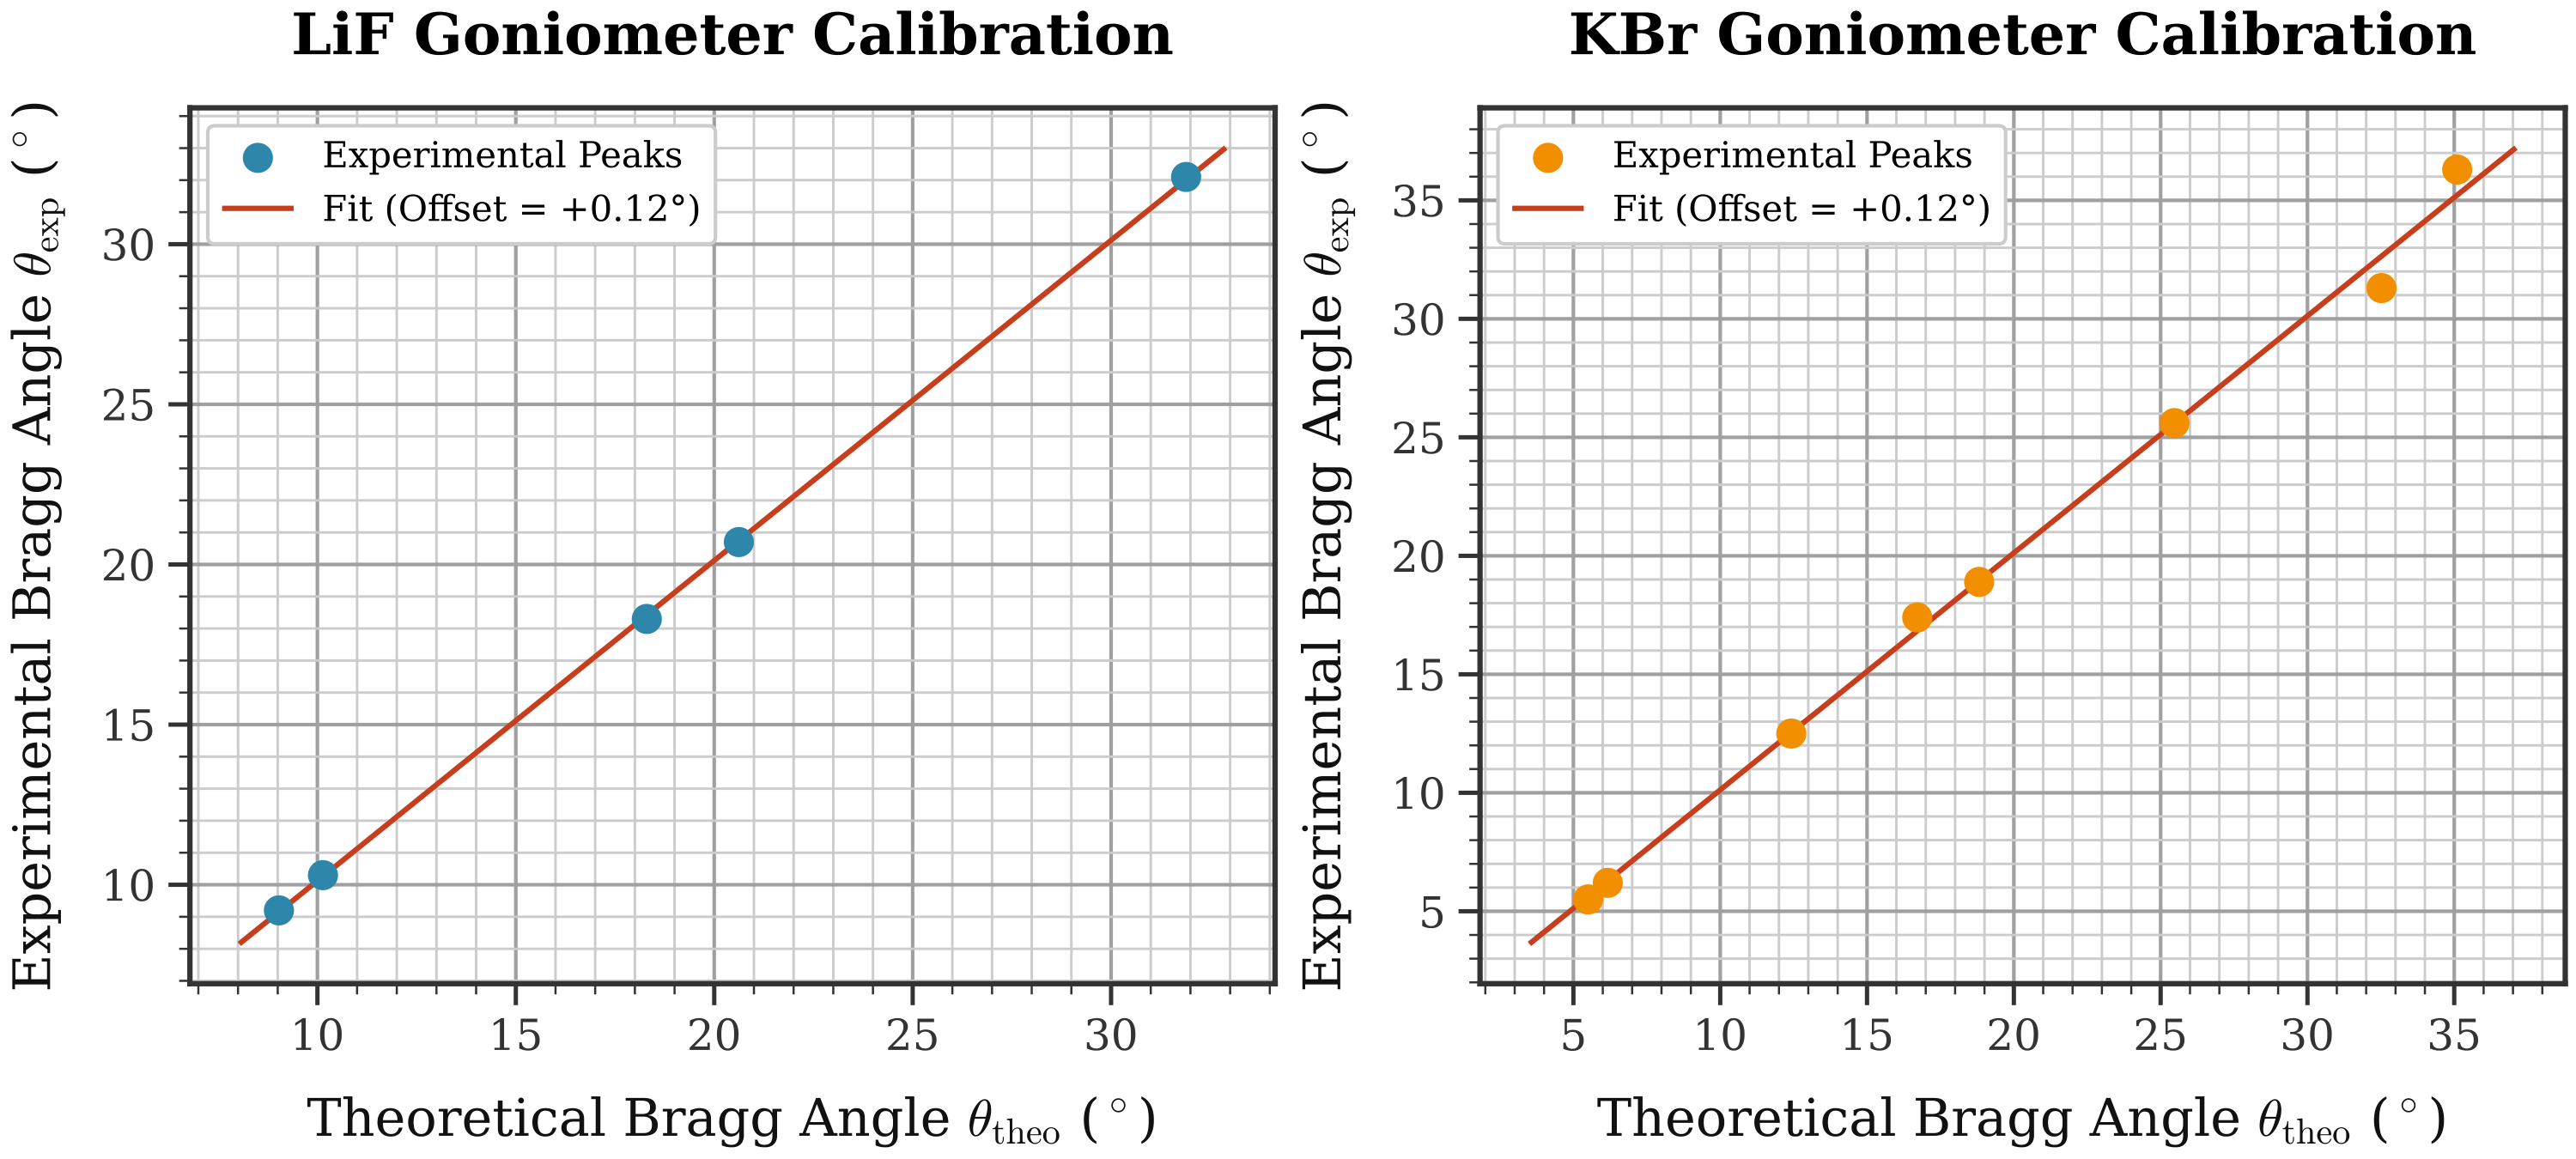 LiF Goniometer Calibration
Experimental Bragg Angle θexp (°)
Experimental Peaks
Fit (Offset = +0.12°)
30
25
20
15
10
10 15 20 25 30
Theoretical Bragg Angle θtheo (°)
KBr Goniometer Calibration
Experimental Bragg Angle θexp (°)
Experimental Peaks
Fit (Offset = +0.12°)
35
30
25
20
15
10
5
5 10 15 20 25 30 35
Theoretical Bragg Angle θtheo (°)